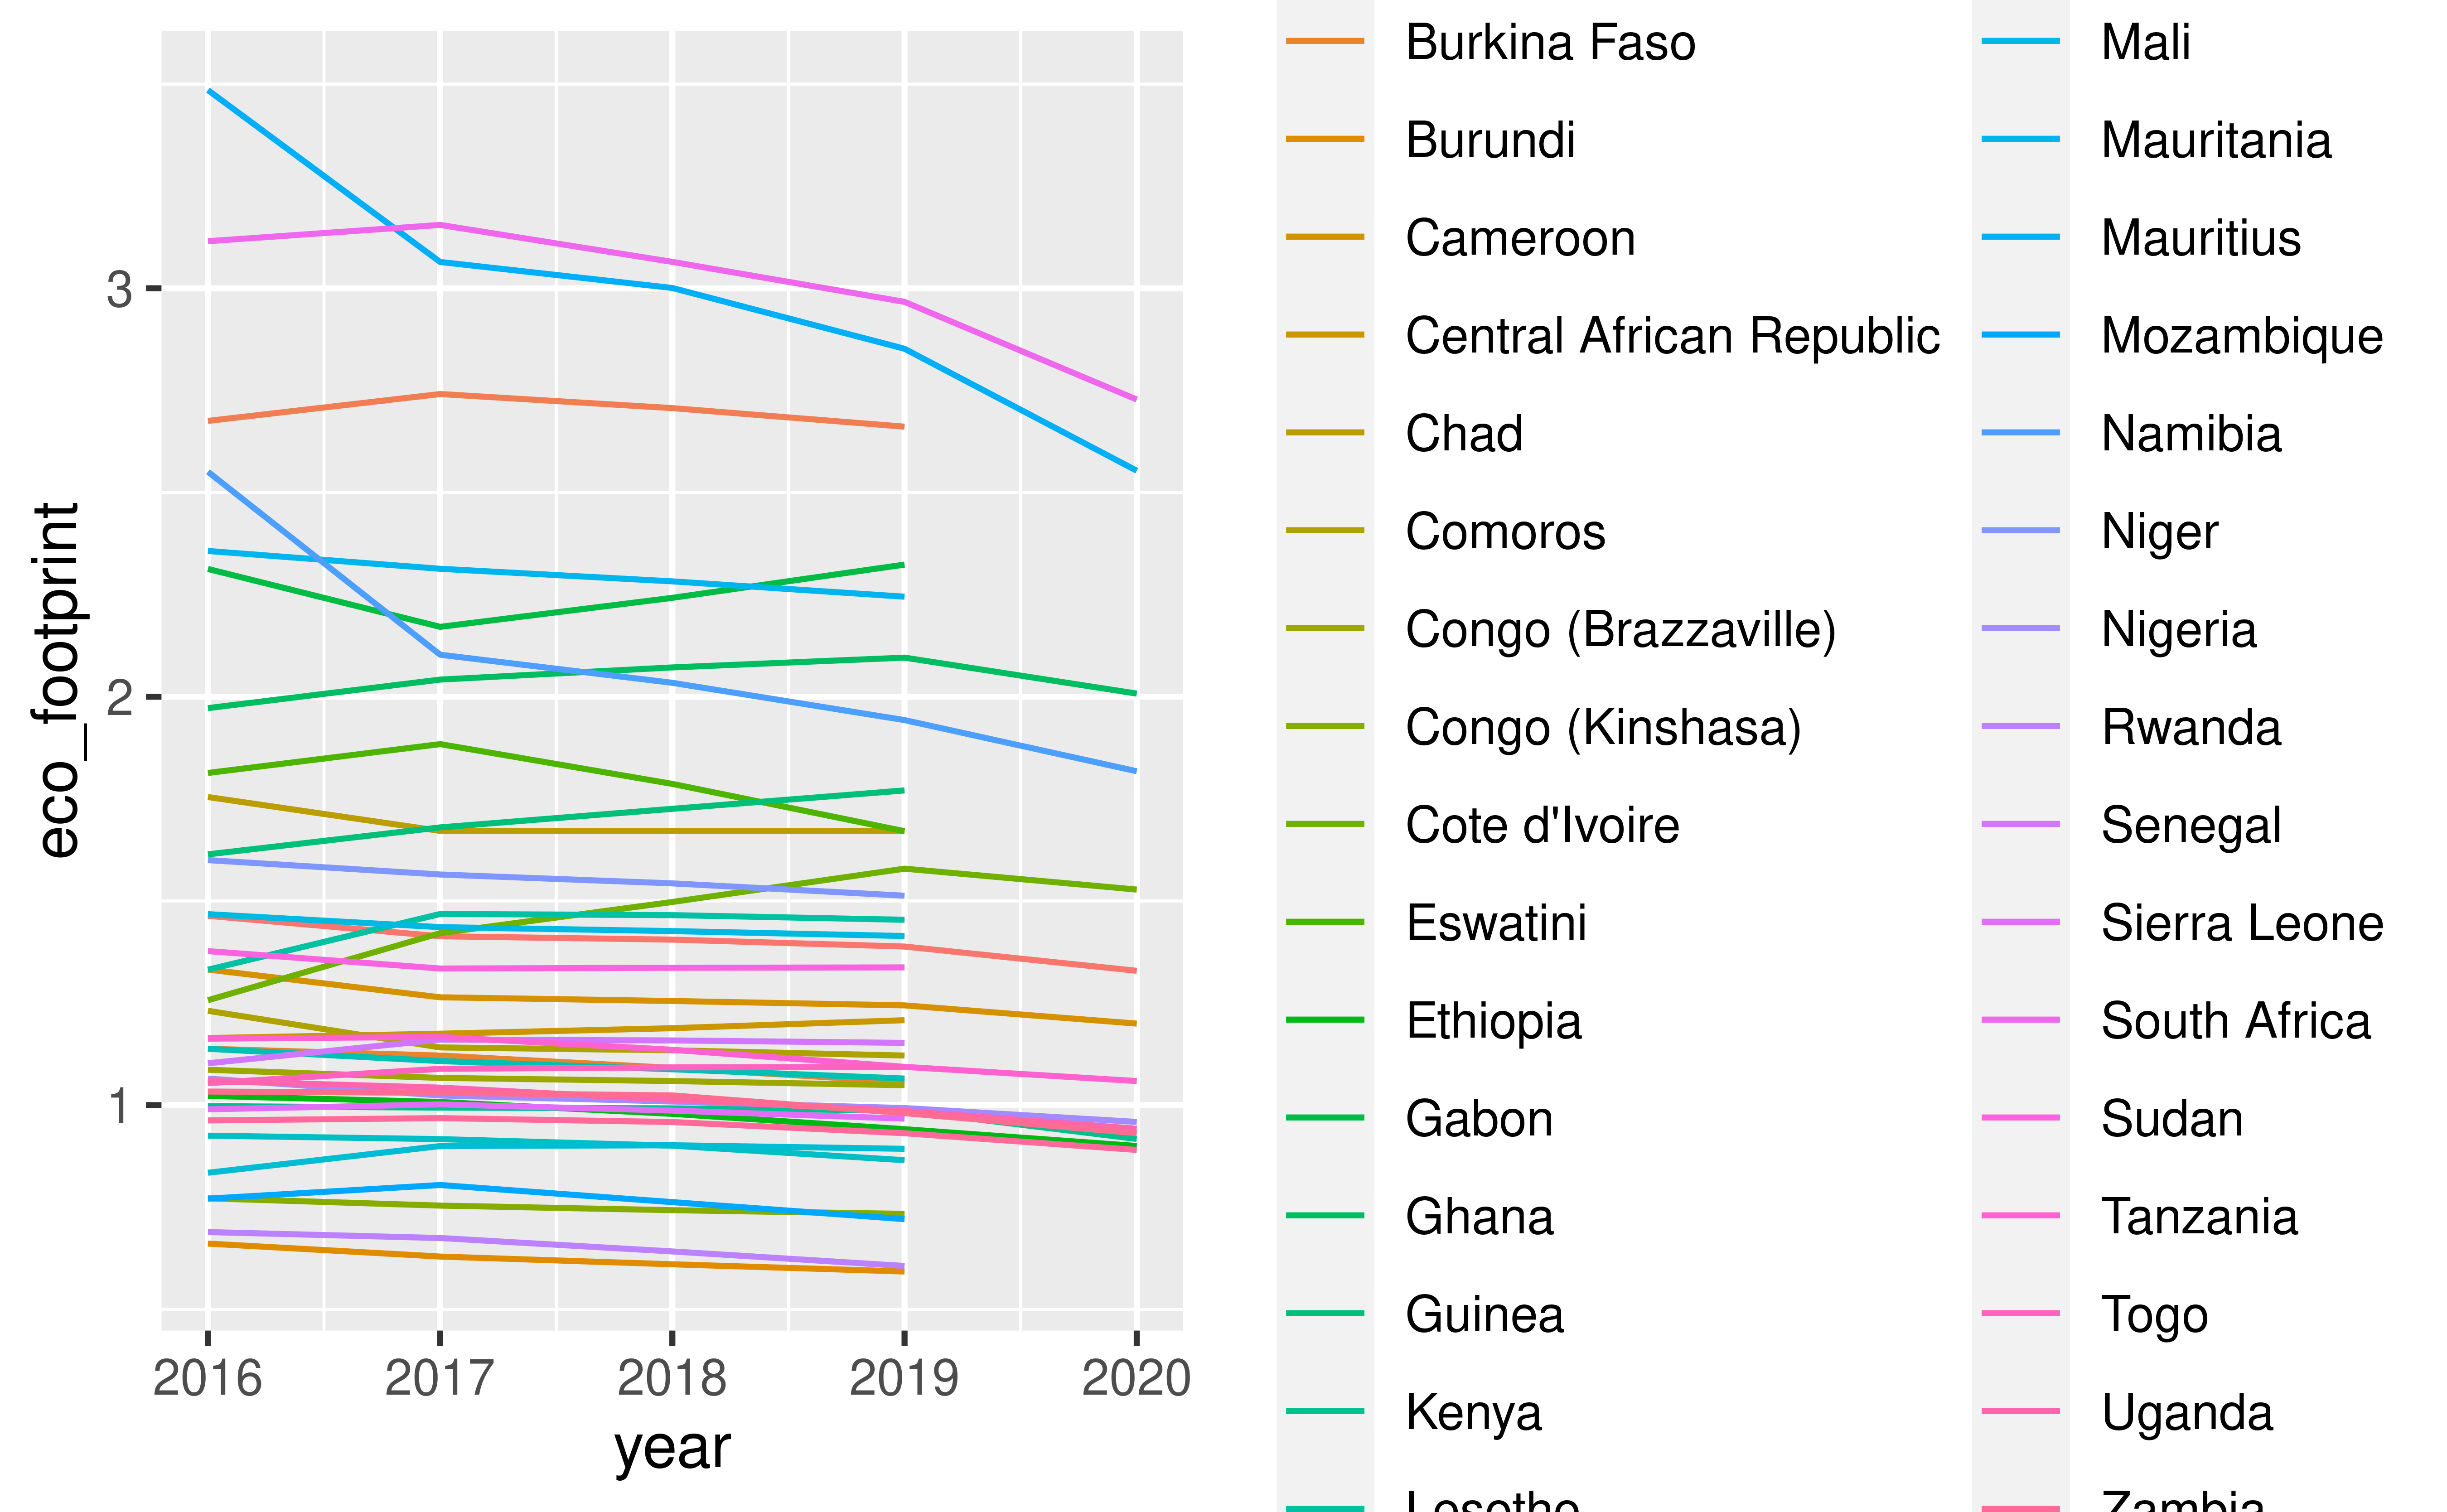 eco_footprint
3
2
1
2016 2017 2018 2019 2020
year
Burkina Faso
Burundi
Cameroon
Central African Republic
Chad
Comoros
Congo (Brazzaville)
Congo (Kinshasa)
Cote d'Ivoire
Eswatini
Ethiopia
Gabon
Ghana
Guinea
Kenya
Lesotho
Mali
Mauritania
Mauritius
Mozambique
Namibia
Niger
Nigeria
Rwanda
Senegal
Sierra Leone
South Africa
Sudan
Tanzania
Togo
Uganda
Zambia